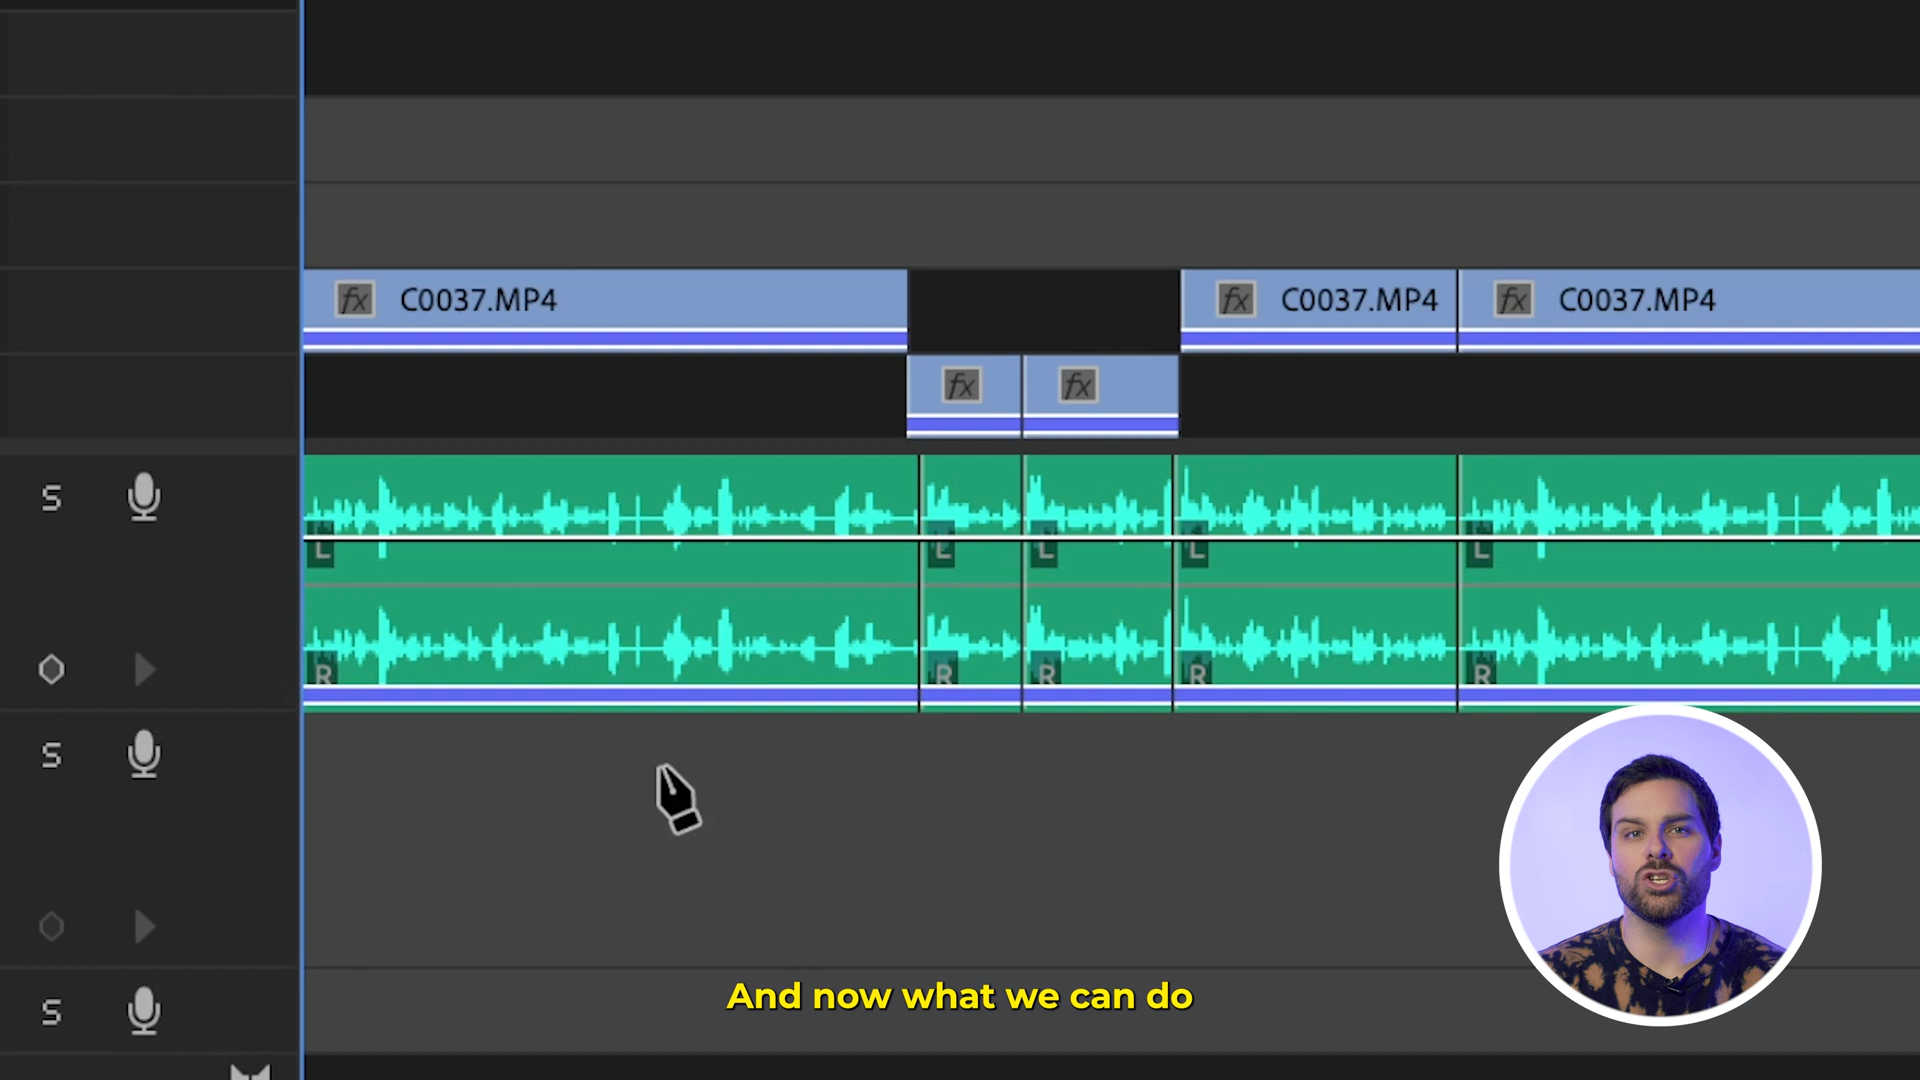 fx C0037.MP4 fx C0037.MP4 fx C0037.MP4
fx fx
S
L L L L L
R R R R R
S
S
And now what we can do